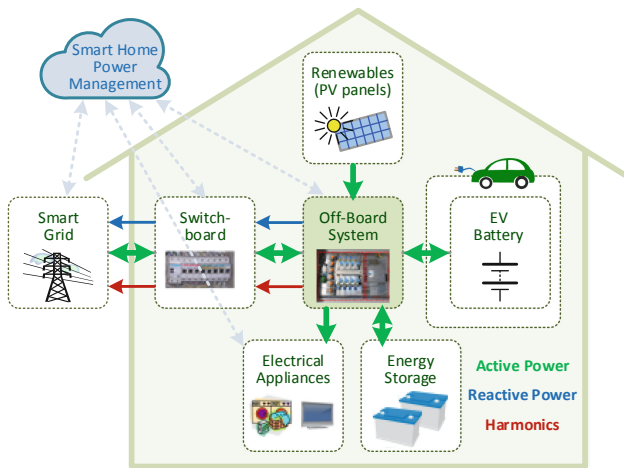 Smart Home
Power
Management
Renewables
(PV panels)
Smart
Grid
Switch-
board
Off-Board
System
EV
Battery
Electrical
Appliances
Energy
Storage
Active Power
Reactive Power
Harmonics